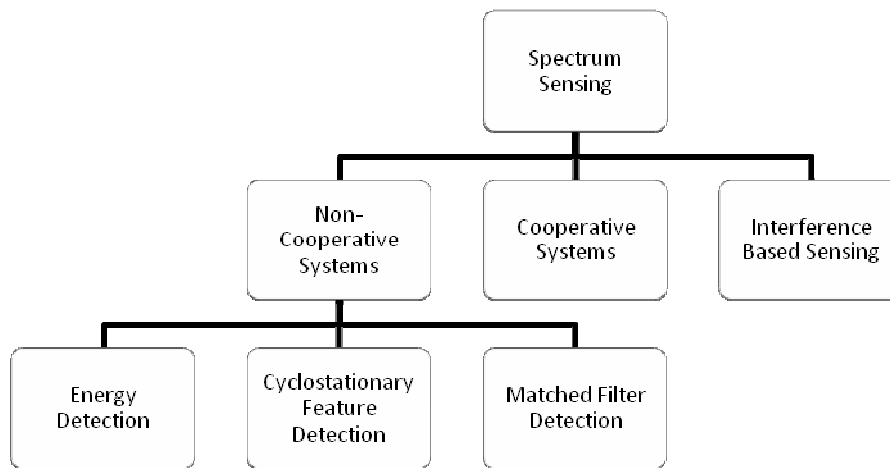 Spectrum
Sensing
Non-
Cooperative
Systems
Cooperative
Systems
Interference
Based Sensing
Energy
Detection
Cyclostationary
Feature
Detection
Matched Filter
Detection